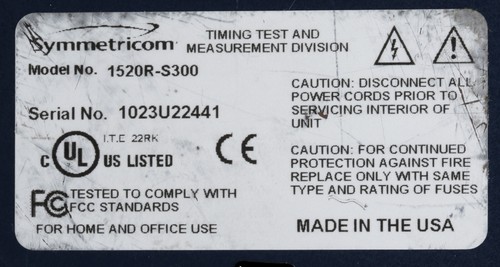 Symmetricom
TIMING TEST AND
MEASUREMENT DIVISION
Model No. 1520R-S300
Serial No. 1023U22441
C UL US LISTED
I.T.E 22RK
CE
FC TESTED TO COMPLY WITH
FCC STANDARDS
FOR HOME AND OFFICE USE
CAUTION: DISCONNECT ALL
POWER CORDS PRIOR TO
SERVICING INTERIOR OF
UNIT
CAUTION: FOR CONTINUED
PROTECTION AGAINST FIRE
REPLACE ONLY WITH SAME
TYPE AND RATING OF FUSES
MADE IN THE USA